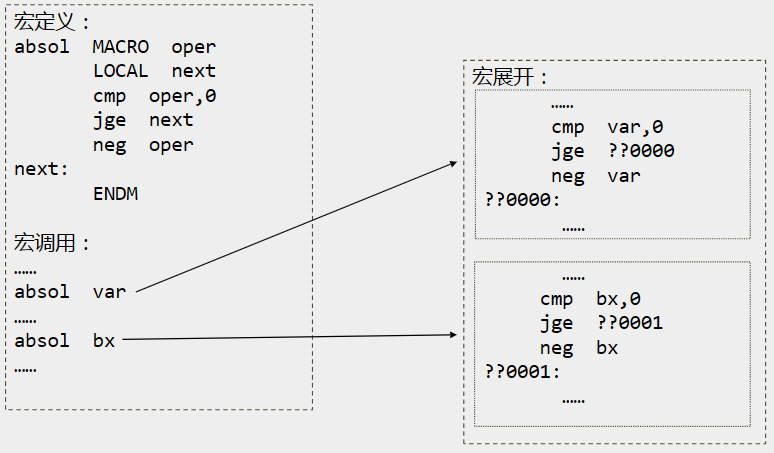 宏定义：
absol MACRO oper
LOCAL next
cmp oper,0
jge next
neg oper
next:
ENDM
宏调用：
……
absol var
……
absol bx
……
宏展开：
……
cmp var,0
jge ??0000
neg var
??0000:
……
……
cmp bx,0
jge ??0001
neg bx
??0001:
……